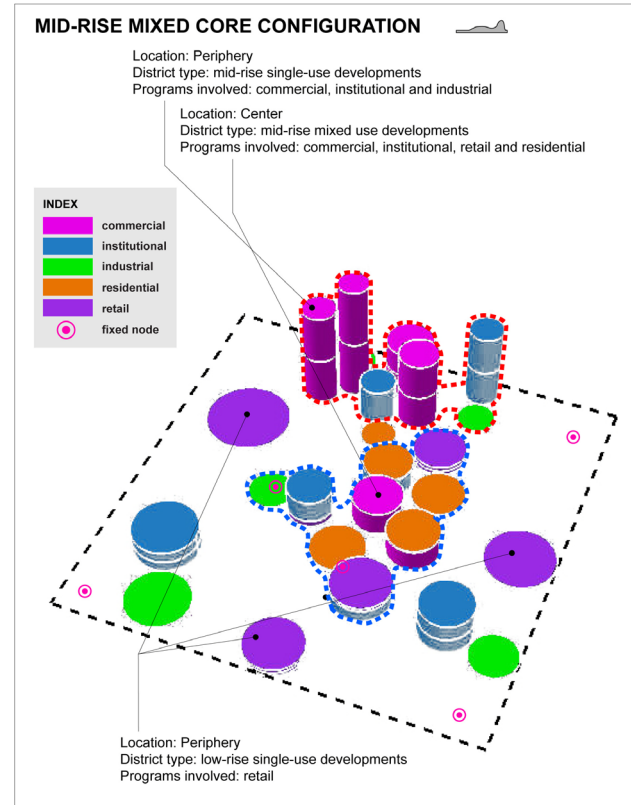 MID-RISE MIXED CORE CONFIGURATION
Location: Periphery
District type: mid-rise single-use developments
Programs involved: commercial, institutional and industrial
Location: Center
District type: mid-rise mixed use developments
Programs involved: commercial, institutional, retail and residential
INDEX
commercial
institutional
industrial
residential
retail
fixed node
Location: Periphery
District type: low-rise single-use developments
Programs involved: retail